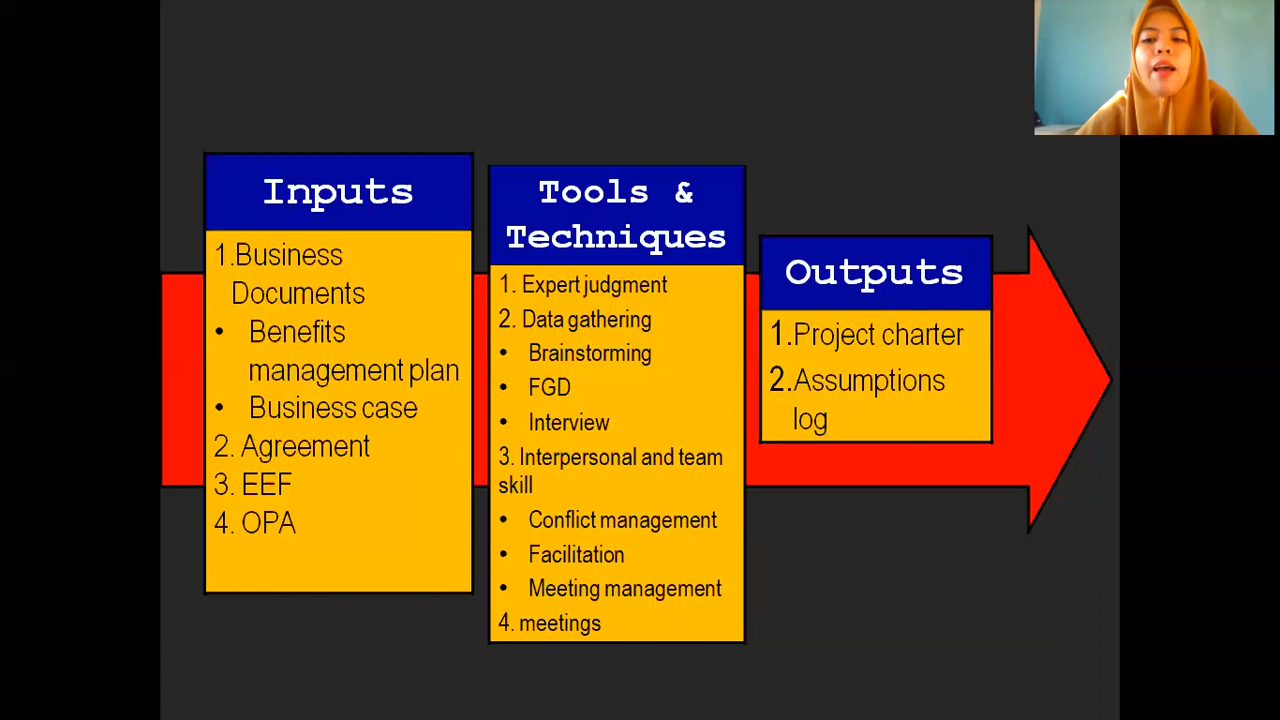 Inputs
1.Business
Documents
• Benefits
management plan
• Business case
2. Agreement
3. EEF
4. OPA
Tools &
Techniques
1. Expert judgment
2. Data gathering
• Brainstorming
• FGD
• Interview
3. Interpersonal and team
skill
• Conflict management
• Facilitation
• Meeting management
4. meetings
Outputs
1.Project charter
2.Assumptions
log